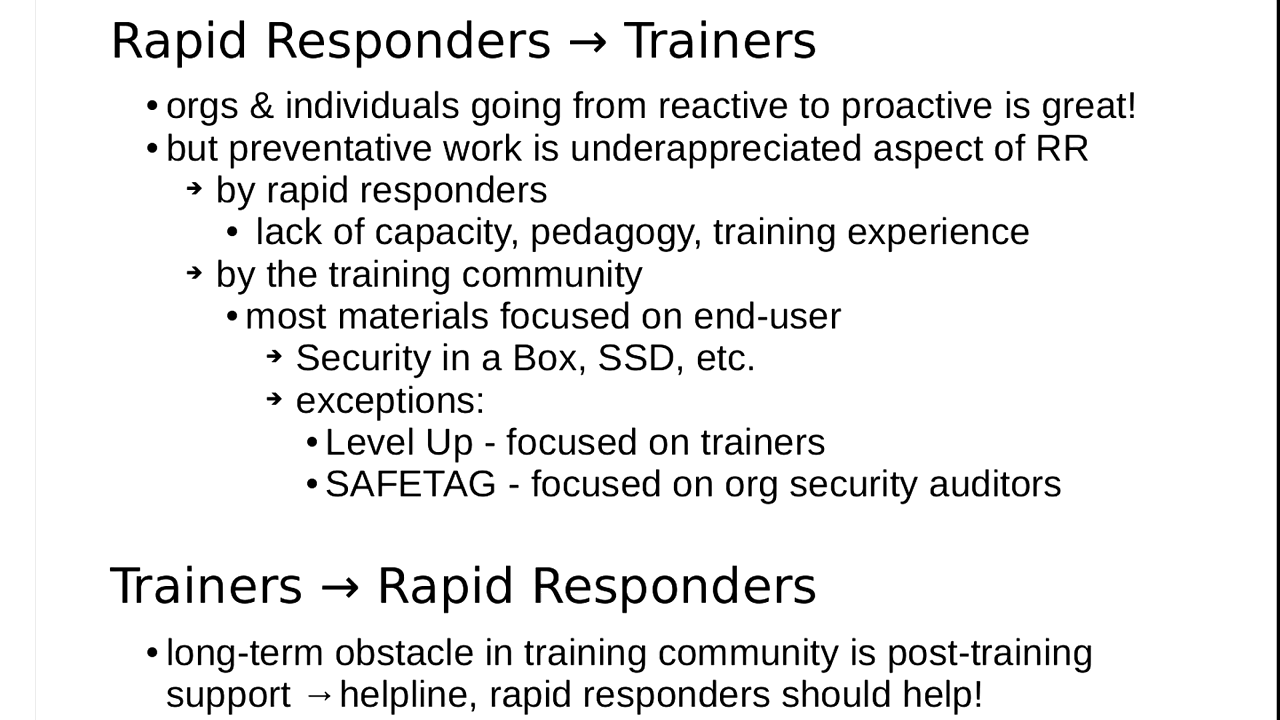 Rapid Responders → Trainers
• orgs & individuals going from reactive to proactive is great!
• but preventative work is underappreciated aspect of RR
➔ by rapid responders
• lack of capacity, pedagogy, training experience
➔ by the training community
• most materials focused on end-user
➔ Security in a Box, SSD, etc.
➔ exceptions:
• Level Up - focused on trainers
• SAFETAG - focused on org security auditors
Trainers → Rapid Responders
• long-term obstacle in training community is post-training
support → helpline, rapid responders should help!